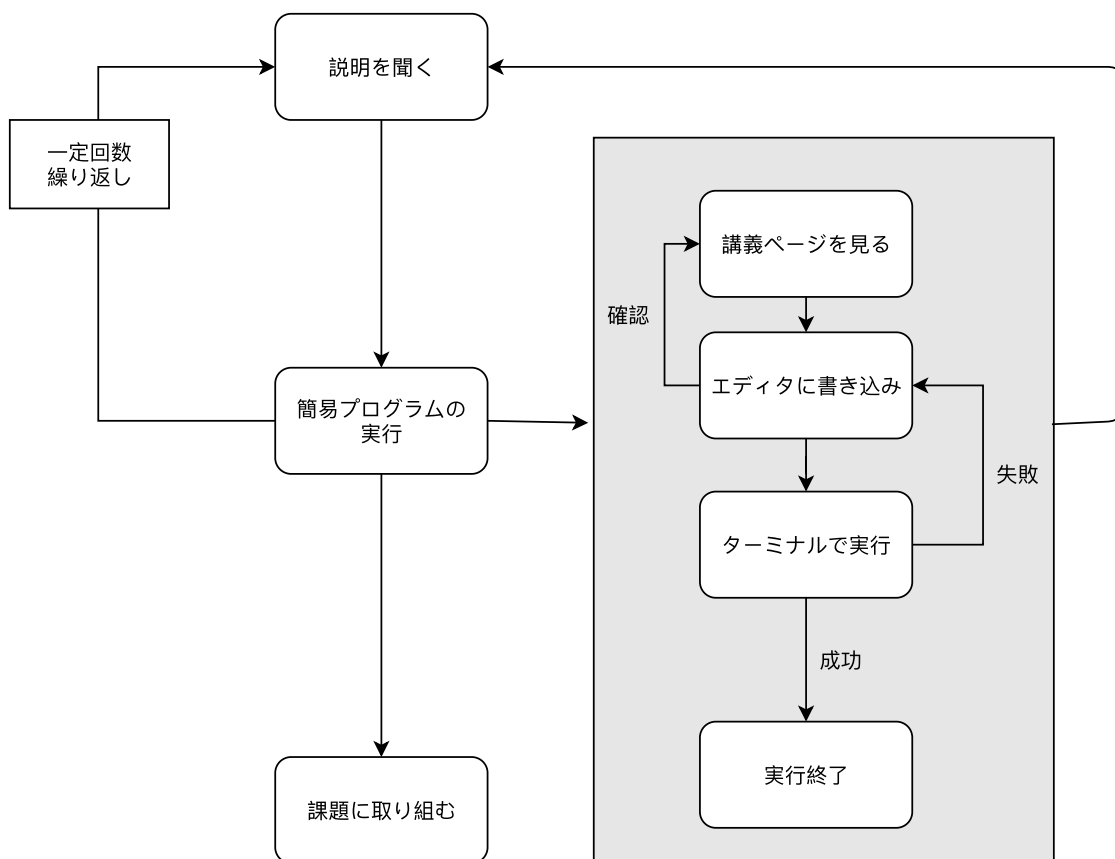 説明を聞く
一定回数
繰り返し
講義ページを見る
確認
エディタに書き込み
簡易プログラムの
実行
失敗
ターミナルで実行
成功
実行終了
課題に取り組む